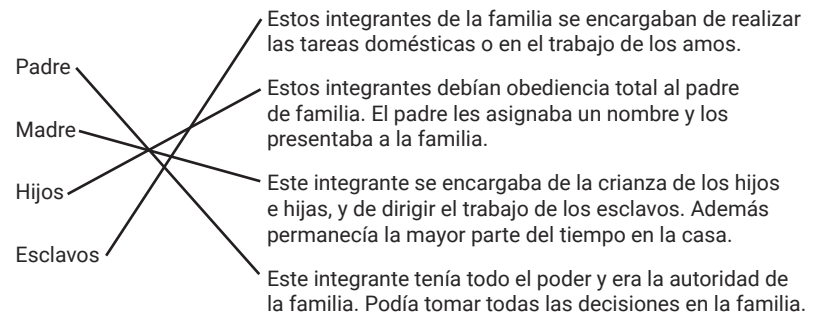 Padre
Madre
Hijos
Esclavos
Estos integrantes de la familia se encargaban de realizar
las tareas domésticas o en el trabajo de los amos.
Estos integrantes debían obediencia total al padre
de familia. El padre les asignaba un nombre y los
presentaba a la familia.
Este integrante se encargaba de la crianza de los hijos
e hijas, y de dirigir el trabajo de los esclavos. Además
permanecía la mayor parte del tiempo en la casa.
Este integrante tenía todo el poder y era la autoridad de
la familia. Podía tomar todas las decisiones en la familia.